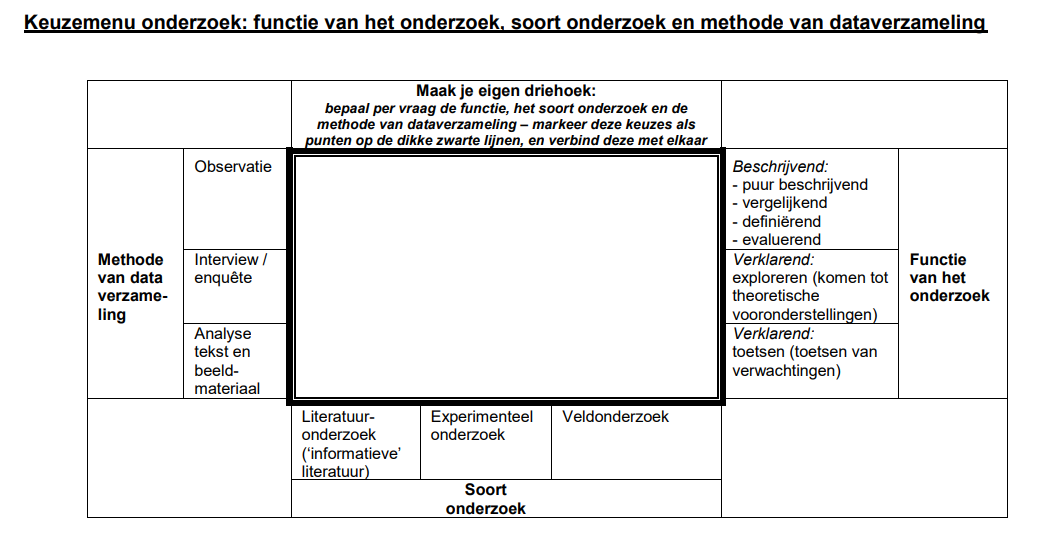 Keuzemenu onderzoek: functie van het onderzoek, soort onderzoek en methode van dataverzameling
Maak je eigen driehoek:
bepaal per vraag de functie, het soort onderzoek en de
methode van dataverzameling – markeer deze keuzes als
punten op de dikke zwarte lijnen, en verbind deze met elkaar
Methode
van data
verzame-
ling
Observatie
Interview /
enquête
Analyse
tekst en
beeld-
materiaal
Beschrijvend:
- puur beschrijvend
- vergelijkend
- definiërend
- evaluerend
Verklarend:
exploreren (komen tot
theoretische
vooronderstellingen)
Verklarend:
toetsen (toetsen van
verwachtingen)
Functie
van het
onderzoek
Literatuur-
onderzoek
(‘informatieve’
literatuur)
Experimenteel
onderzoek
Veldonderzoek
Soort
onderzoek